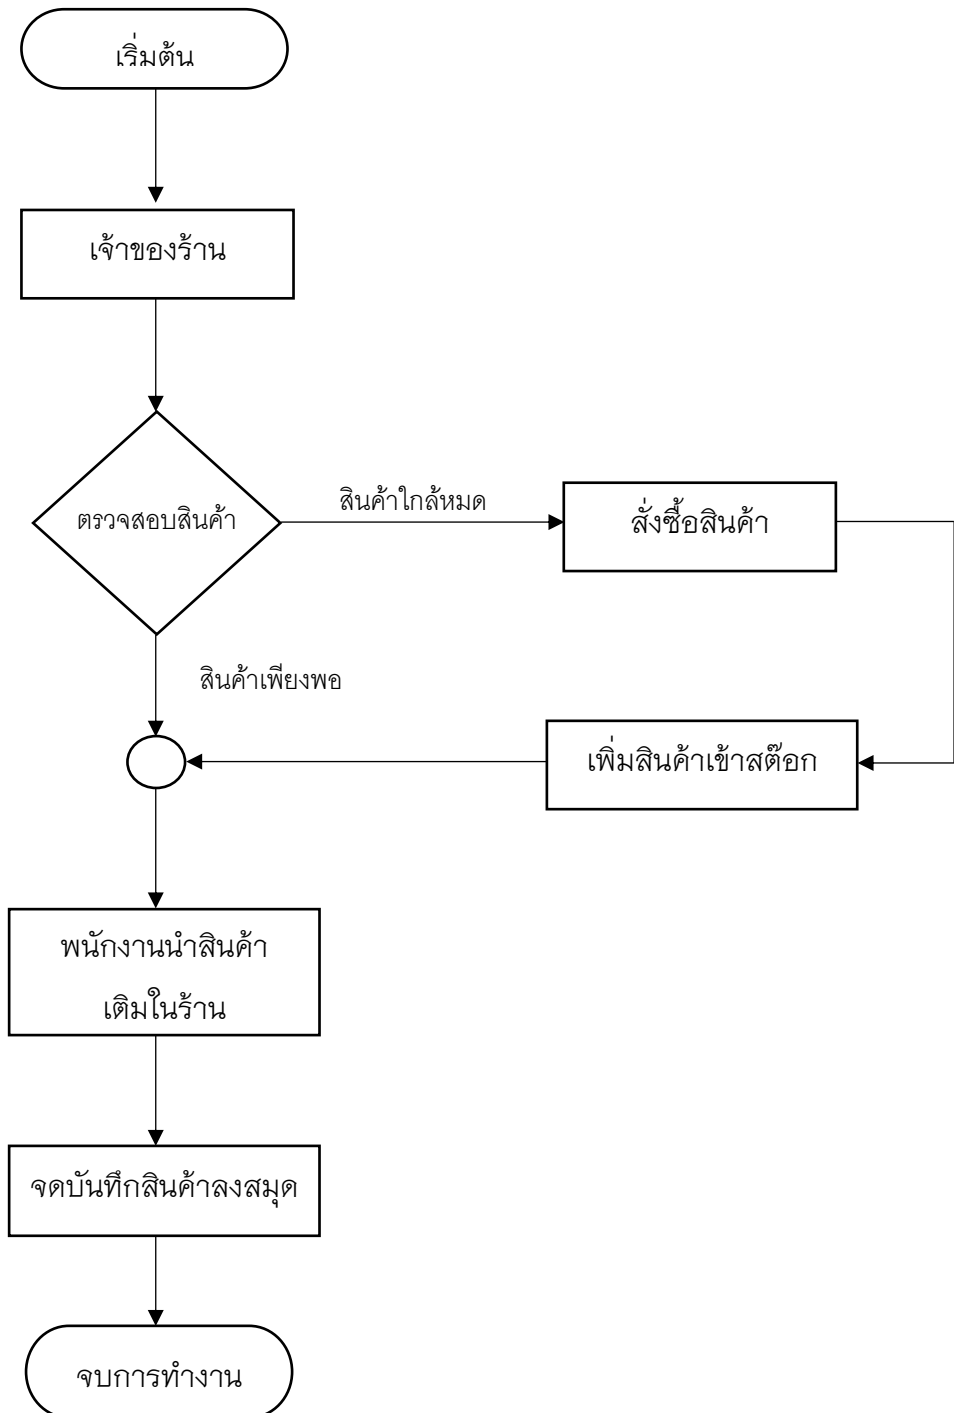 เริ่มต้น
เจ้าของร้าน
ตรวจสอบสินค้า
สินค้าใกล้หมด
สั่งซื้อสินค้า
สินค้าเพียงพอ
เพิ่มสินค้าเข้าสต๊อก
พนักงานนำสินค้า
เติมในร้าน
จดบันทึกสินค้าลงสมุด
จบการทำงาน